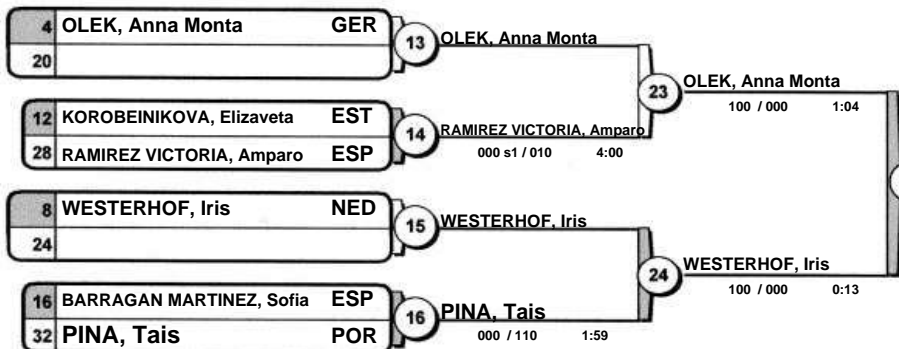 4 OLEK, Anna Monta GER
20
13 OLEK, Anna Monta
12 KOROBEINIKOVA, Elizaveta EST
28 RAMIREZ VICTORIA, Amparo ESP
14 RAMIREZ VICTORIA, Amparo
000 s1 / 010 4:00
23 OLEK, Anna Monta
100 / 000 1:04
8 WESTERHOF, Iris NED
24
15 WESTERHOF, Iris
16 BARRAGAN MARTINEZ, Sofia ESP
32 PINA, Tais POR
16 PINA, Tais
000 / 110 1:59
24 WESTERHOF, Iris
100 / 000 0:13